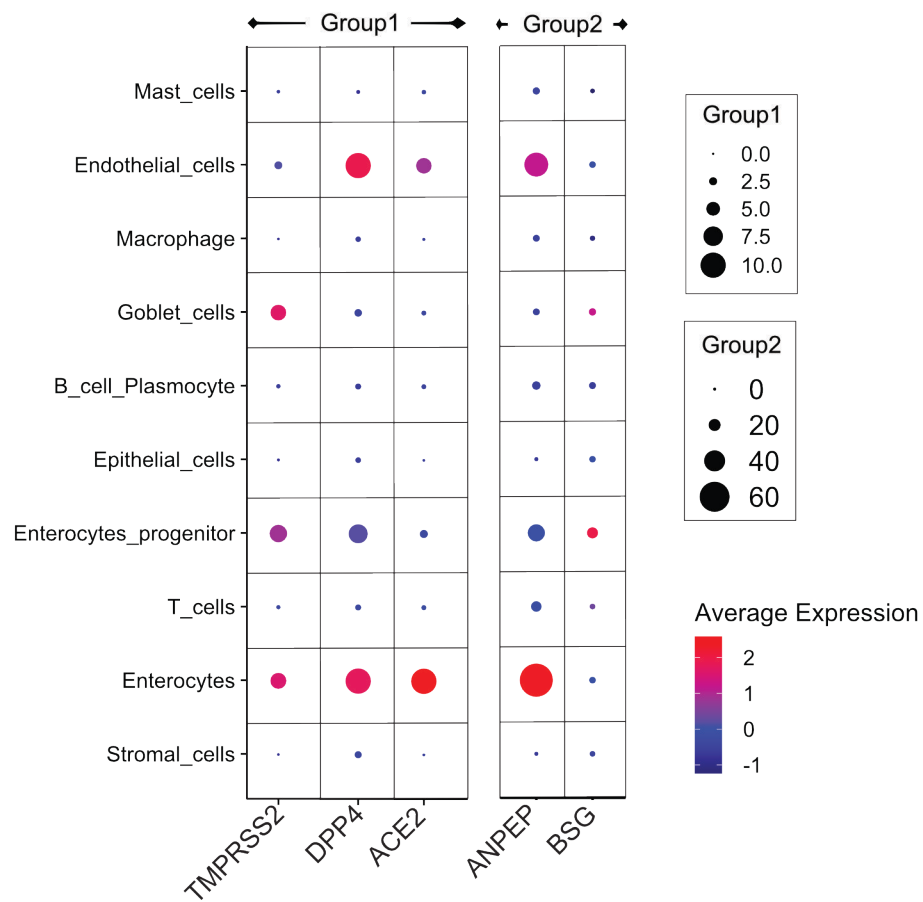 Group1
Group2
Mast_cells
Endothelial_cells
Macrophage
Goblet_cells
B_cell_Plasmocyte
Epithelial_cells
Enterocytes_progenitor
T_cells
Enterocytes
Stromal_cells
TMPRSS2
DPP4
ACE2
ANPEP
BSG
Group1
0.0
2.5
5.0
7.5
10.0
Group2
0
20
40
60
Average Expression
2
1
0
-1